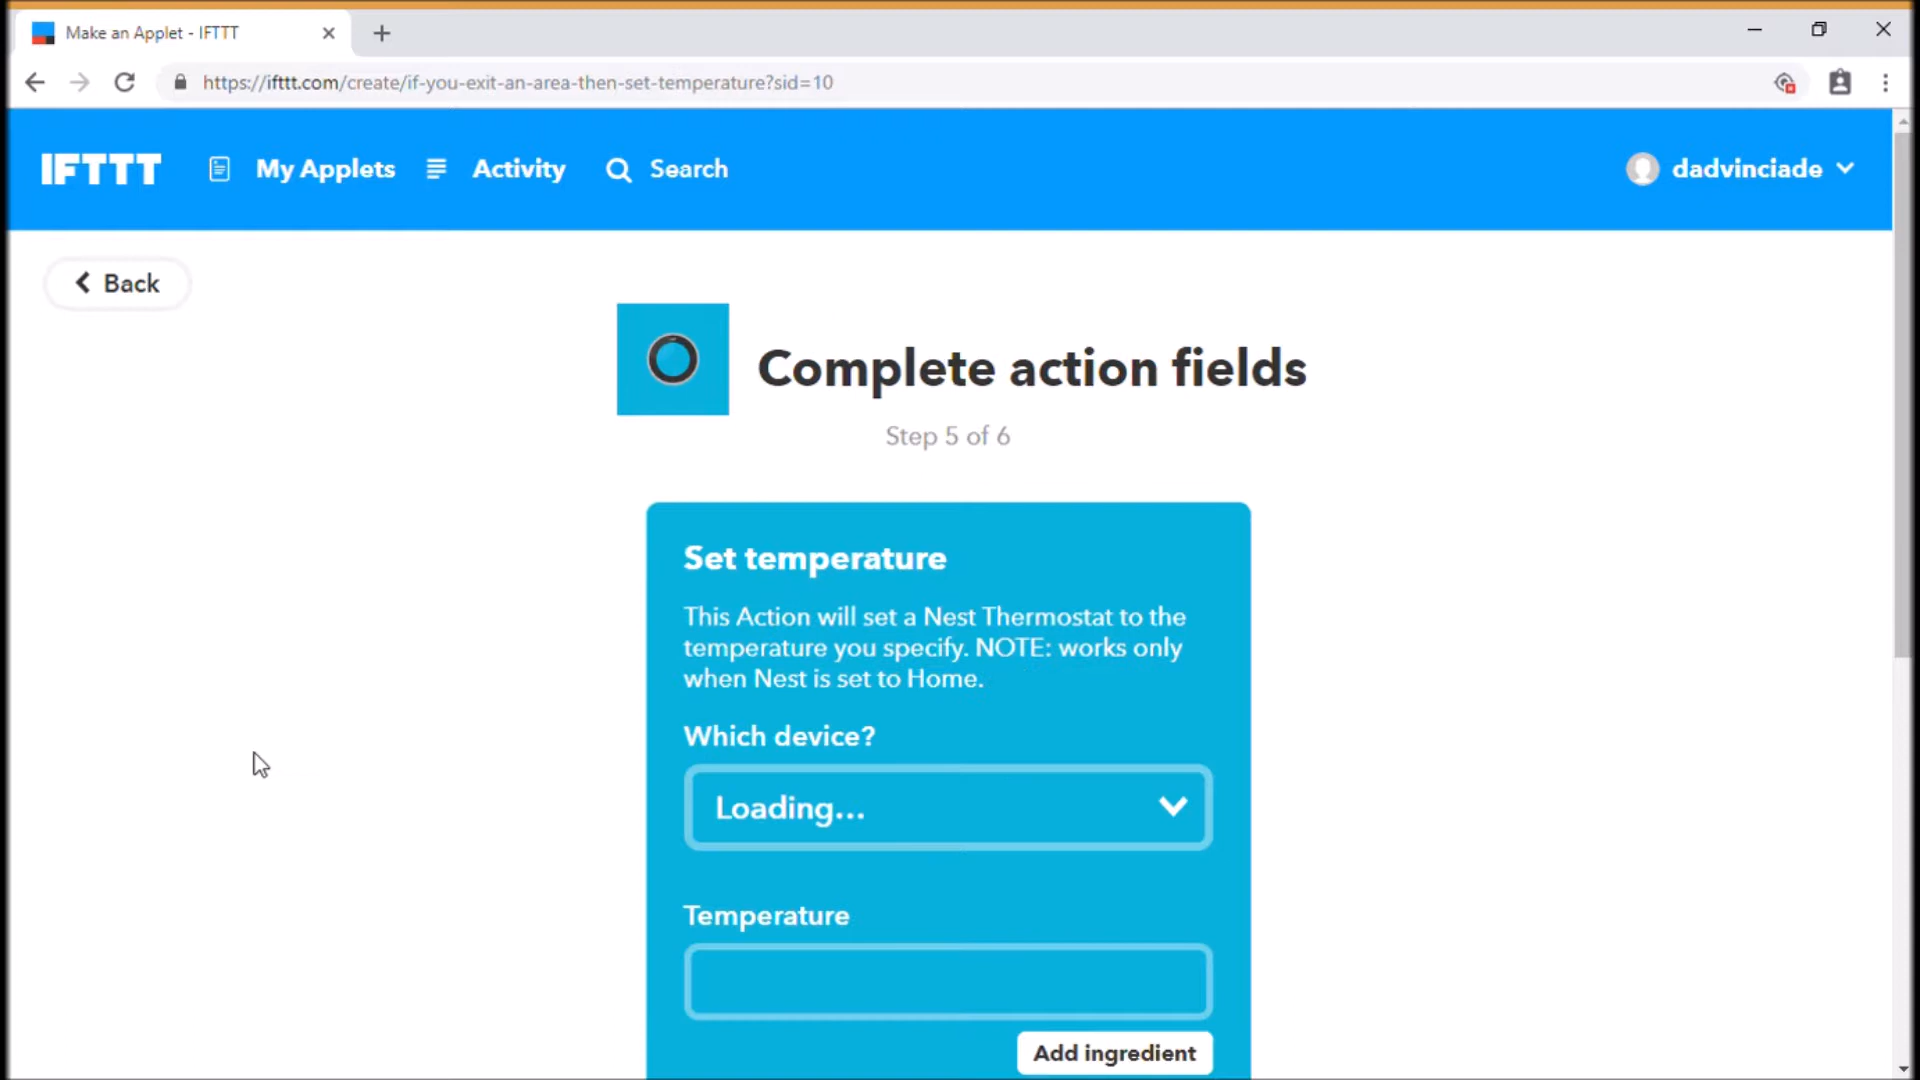 Make an Applet - IFTTT
https://ifttt.com/create/if-you-exit-an-area-then-set-temperature?sid=10
IFTTT My Applets Activity Search dadvinciade
Back
Complete action fields
Step 5 of 6
Set temperature
This Action will set a Nest Thermostat to the
temperature you specify. NOTE: works only
when Nest is set to Home.
Which device?
Loading...
Temperature
Add ingredient